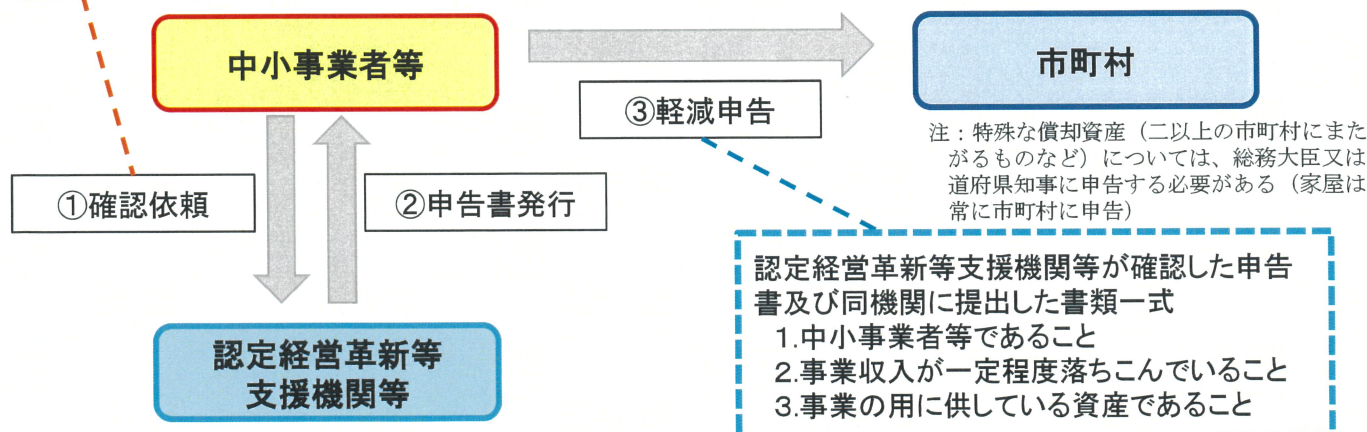 中小事業者等
市町村
③軽減申告
注：特殊な償却資産（二以上の市町村にまた
がるものなど）については、総務大臣又は
道府県知事に申告する必要がある（家屋は
常に市町村に申告）
①確認依頼
②申告書発行
認定経営革新等
支援機関等
認定経営革新等支援機関等が確認した申告
書及び同機関に提出した書類一式
1.中小事業者等であること
2.事業収入が一定程度落ちこんでいること
3.事業の用に供している資産であること